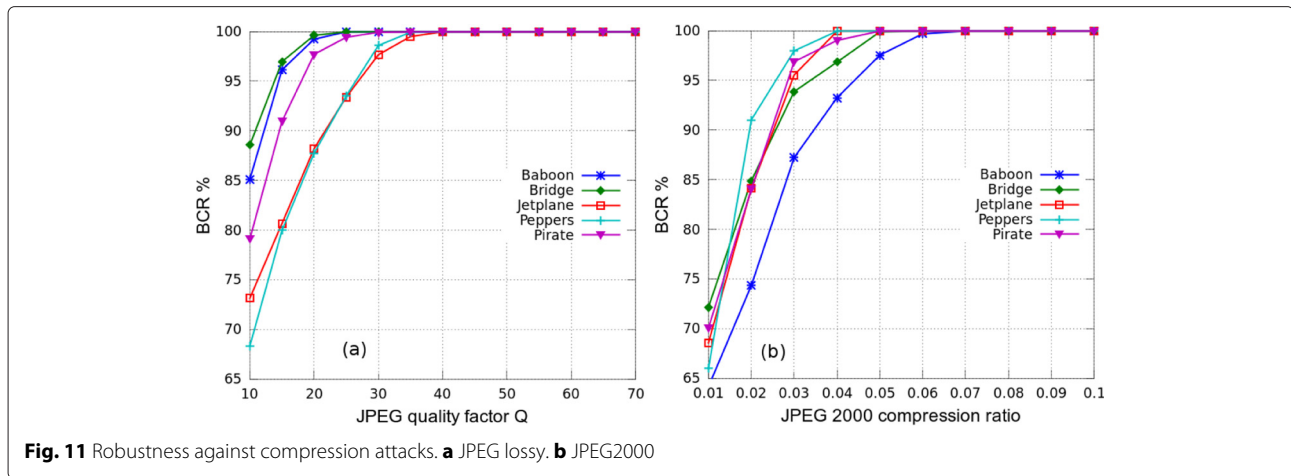 100
95
90
85
80
75
70
65
BCR %
Baboon
Bridge
Jetplane
Peppers
Pirate
(a)
10 20 30 40 50 60 70
JPEG quality factor Q
100
95
90
85
80
75
70
65
BCR %
Baboon
Bridge
Jetplane
Peppers
Pirate
(b)
0.01 0.02 0.03 0.04 0.05 0.06 0.07 0.08 0.09 0.1
JPEG 2000 compression ratio
Fig. 11 Robustness against compression attacks. a JPEG lossy. b JPEG2000